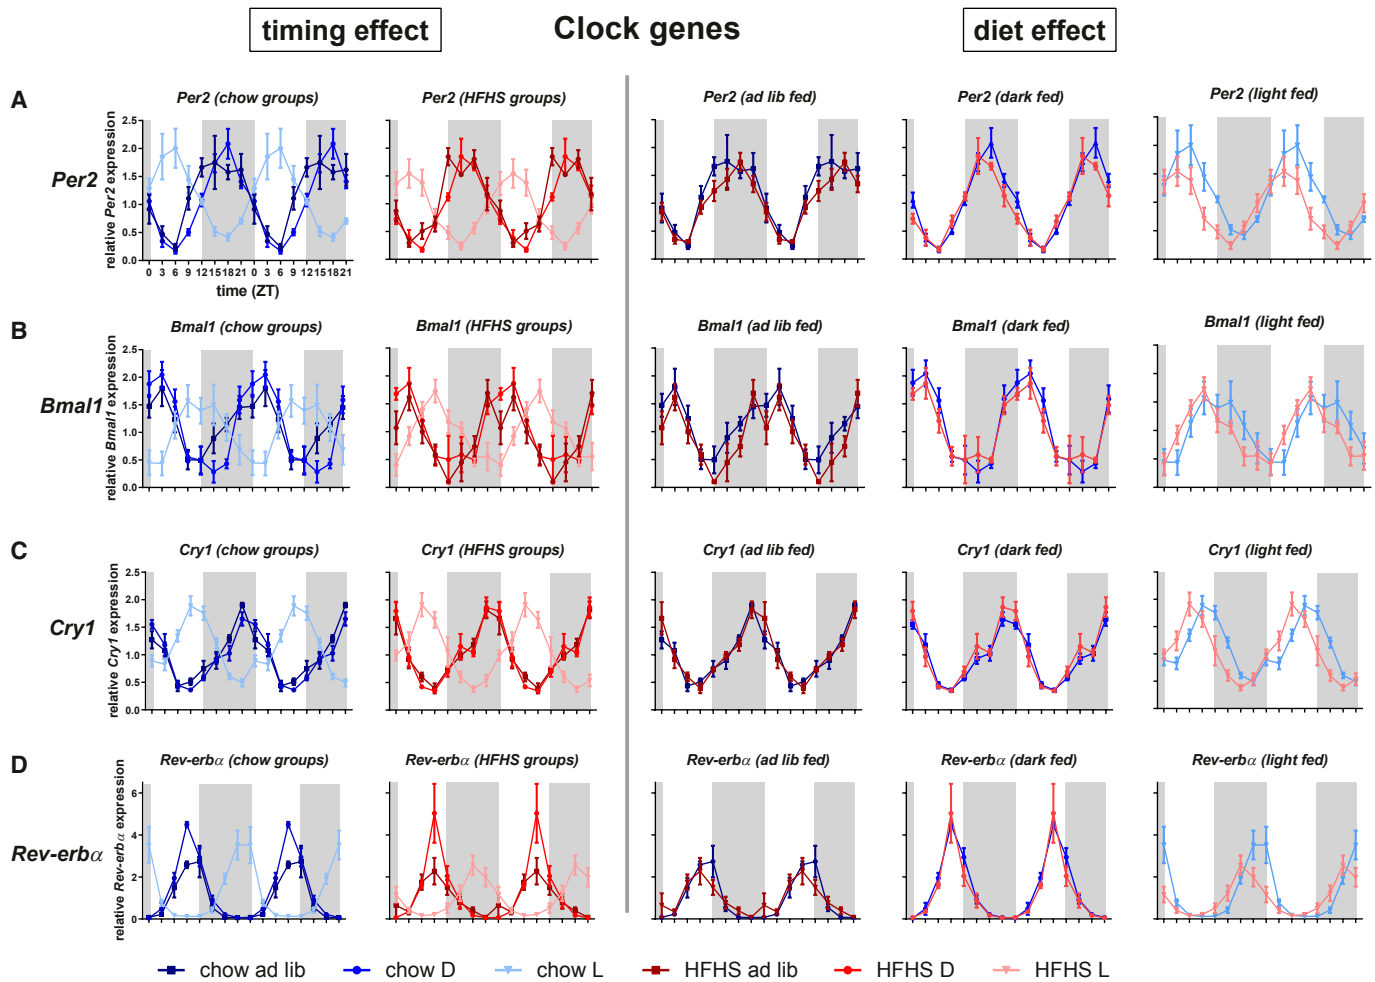 timing effect
Clock genes
diet effect
A
Per2 (chow groups)
Per2 (HFHS groups)
Per2 (ad lib fed)
Per2 (dark fed)
Per2 (light fed)
Per2
relative Per2 expression
2.5
2.0
1.5
1.0
0.5
0.0
0 3 6 9 12 15 18 21 0 3 6 9 12 15 18 21
time (ZT)
B
Bmal1 (chow groups)
Bmal1 (HFHS groups)
Bmal1 (ad lib fed)
Bmal1 (dark fed)
Bmal1 (light fed)
Bmal1
relative Bmal1 expression
2.5
2.0
1.5
1.0
0.5
0.0
C
Cry1 (chow groups)
Cry1 (HFHS groups)
Cry1 (ad lib fed)
Cry1 (dark fed)
Cry1 (light fed)
Cry1
relative Cry1 expression
2.5
2.0
1.5
1.0
0.5
0.0
D
Rev-erbα (chow groups)
Rev-erbα (HFHS groups)
Rev-erbα (ad lib fed)
Rev-erbα (dark fed)
Rev-erbα (light fed)
Rev-erbα
relative Rev-erbα expression
6
4
2
0
chow ad lib
chow D
chow L
HFHS ad lib
HFHS D
HFHS L